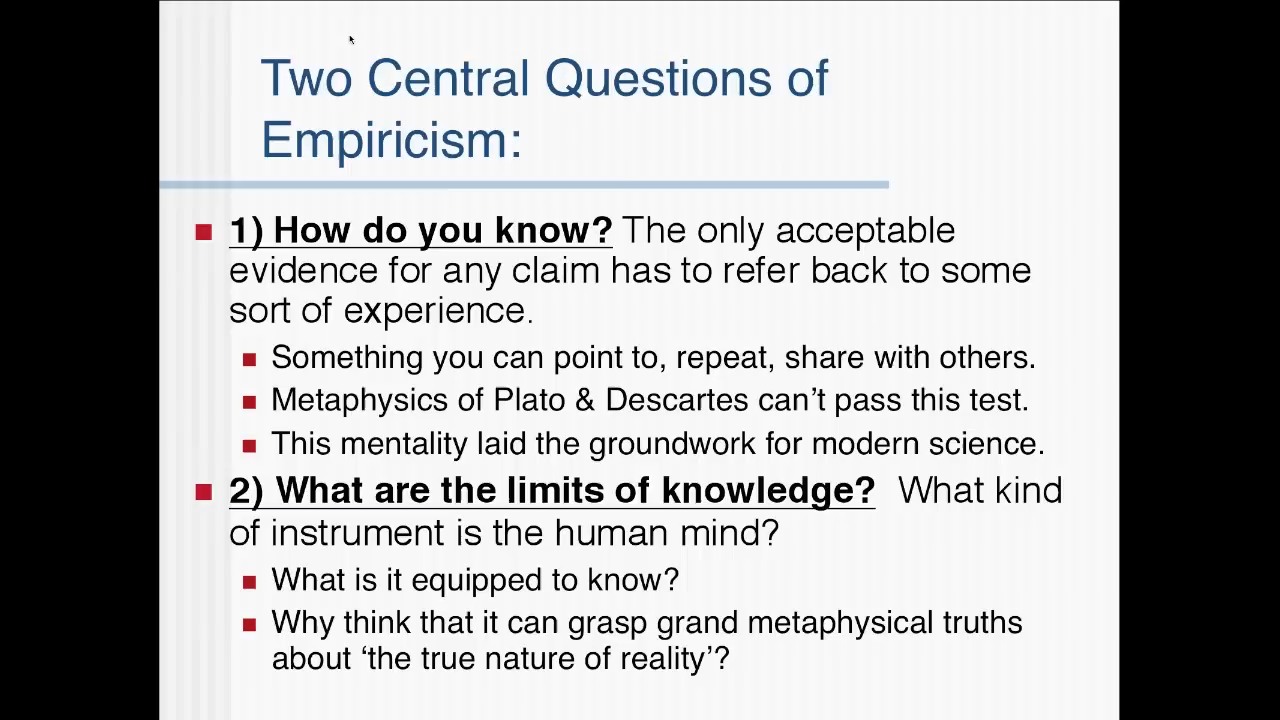 Two Central Questions of
Empiricism:
1) How do you know? The only acceptable
evidence for any claim has to refer back to some
sort of experience.
Something you can point to, repeat, share with others.
Metaphysics of Plato & Descartes can’t pass this test.
This mentality laid the groundwork for modern science.
2) What are the limits of knowledge? What kind
of instrument is the human mind?
What is it equipped to know?
Why think that it can grasp grand metaphysical truths
about ‘the true nature of reality’?